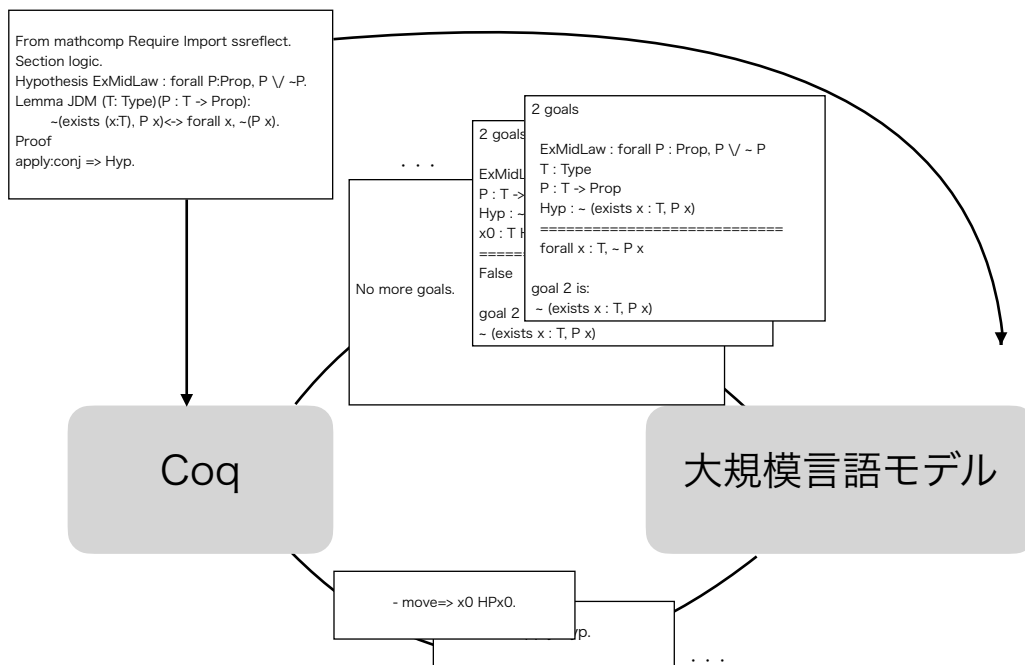 From mathcomp Require Import ssreflect.
Section logic.
Hypothesis ExMidLaw : forall P:Prop, P \/ ~P.
Lemma JDM (T: Type)(P : T -> Prop):
~(exists (x:T), P x)<-> forall x, ~(P x).
Proof
apply:conj => Hyp.
. . .
No more goals.
2 goals
P : T ->
Hyp : ~
x0 : T
False
goal 2
~ (exists x : T, P x)
2 goals
ExMidLaw : forall P : Prop, P \/ ~ P
T : Type
P : T -> Prop
Hyp : ~ (exists x : T, P x)
============================
forall x : T, ~ P x
goal 2 is:
~ (exists x : T, P x)
Coq
大規模言語モデル
- move=> x0 HPx0.
. . .